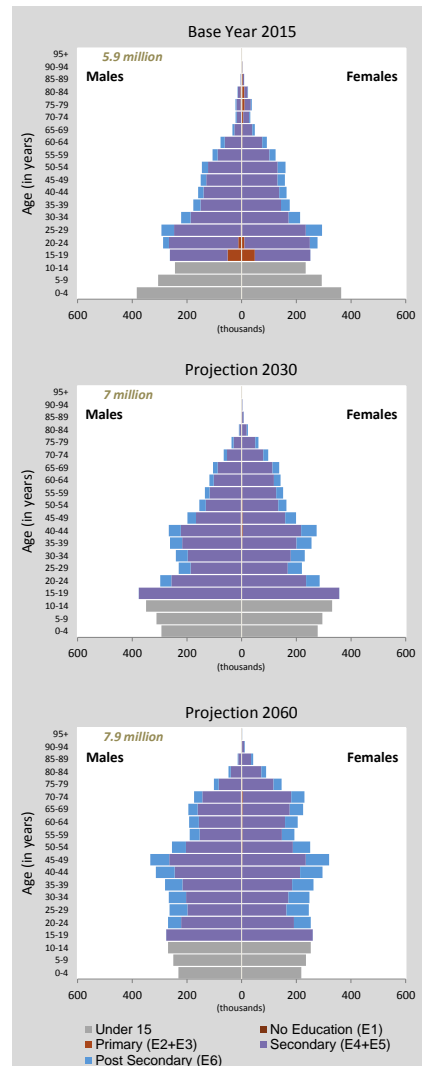 Base Year 2015
5.9 million
Males
Females
Age (in years)
95+
90-94
85-89
80-84
75-79
70-74
65-69
60-64
55-59
50-54
45-49
40-44
35-39
30-34
25-29
20-24
15-19
10-14
5-9
0-4
600 400 200 0 200 400 600
(thousands)
Projection 2030
7 million
Males
Females
Age (in years)
95+
90-94
85-89
80-84
75-79
70-74
65-69
60-64
55-59
50-54
45-49
40-44
35-39
30-34
25-29
20-24
15-19
10-14
5-9
0-4
600 400 200 0 200 400 600
(thousands)
Projection 2060
7.9 million
Males
Females
Age (in years)
95+
90-94
85-89
80-84
75-79
70-74
65-69
60-64
55-59
50-54
45-49
40-44
35-39
30-34
25-29
20-24
15-19
10-14
5-9
0-4
600 400 200 0 200 400 600
(thousands)
Under 15 No Education (E1)
Primary (E2+E3) Secondary (E4+E5)
Post Secondary (E6)